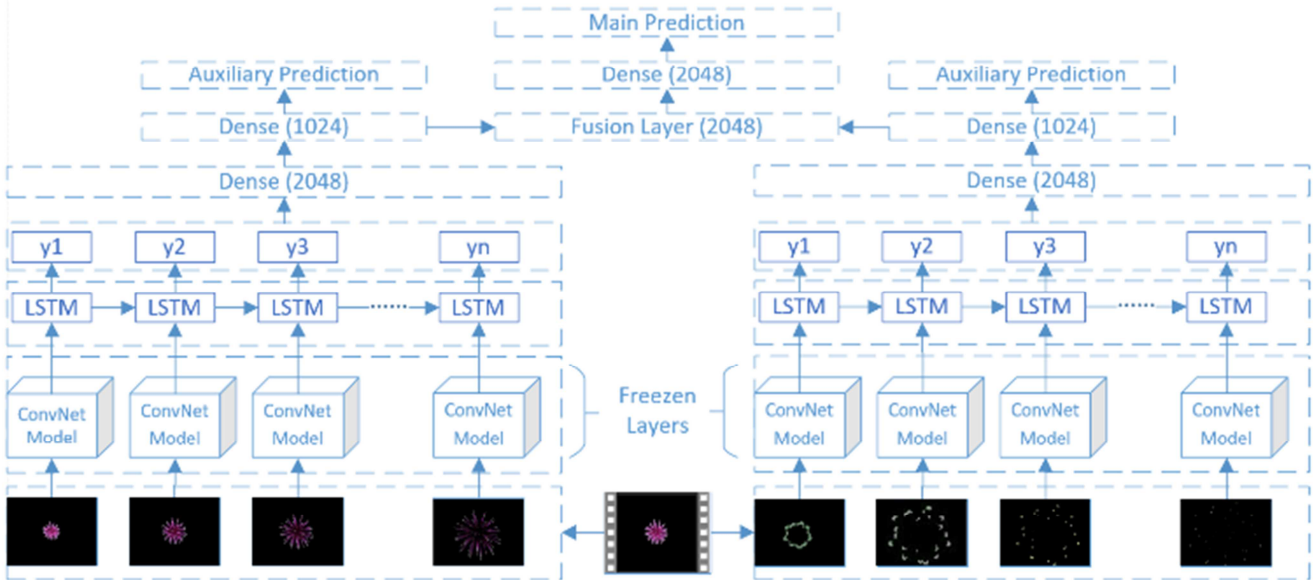 Main Prediction
Auxiliary Prediction
Dense (2048)
Auxiliary Prediction
Dense (1024)
Fusion Layer (2048)
Dense (1024)
Dense (2048)
Dense (2048)
y1 y2 y3 yn
y1 y2 y3 yn
LSTM LSTM LSTM ...... LSTM
LSTM LSTM LSTM ...... LSTM
ConvNet Model
ConvNet Model
ConvNet Model
ConvNet Model
Freezen
Layers
ConvNet Model
ConvNet Model
ConvNet Model
ConvNet Model